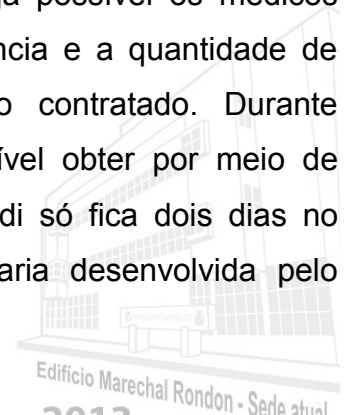 possível os médicos
ncia e a quantidade de
o contratado. Durante
ível obter por meio de
di só fica dois dias no
aria desenvolvida pelo
Edifício Marechal Rondon - Sede atual
2013